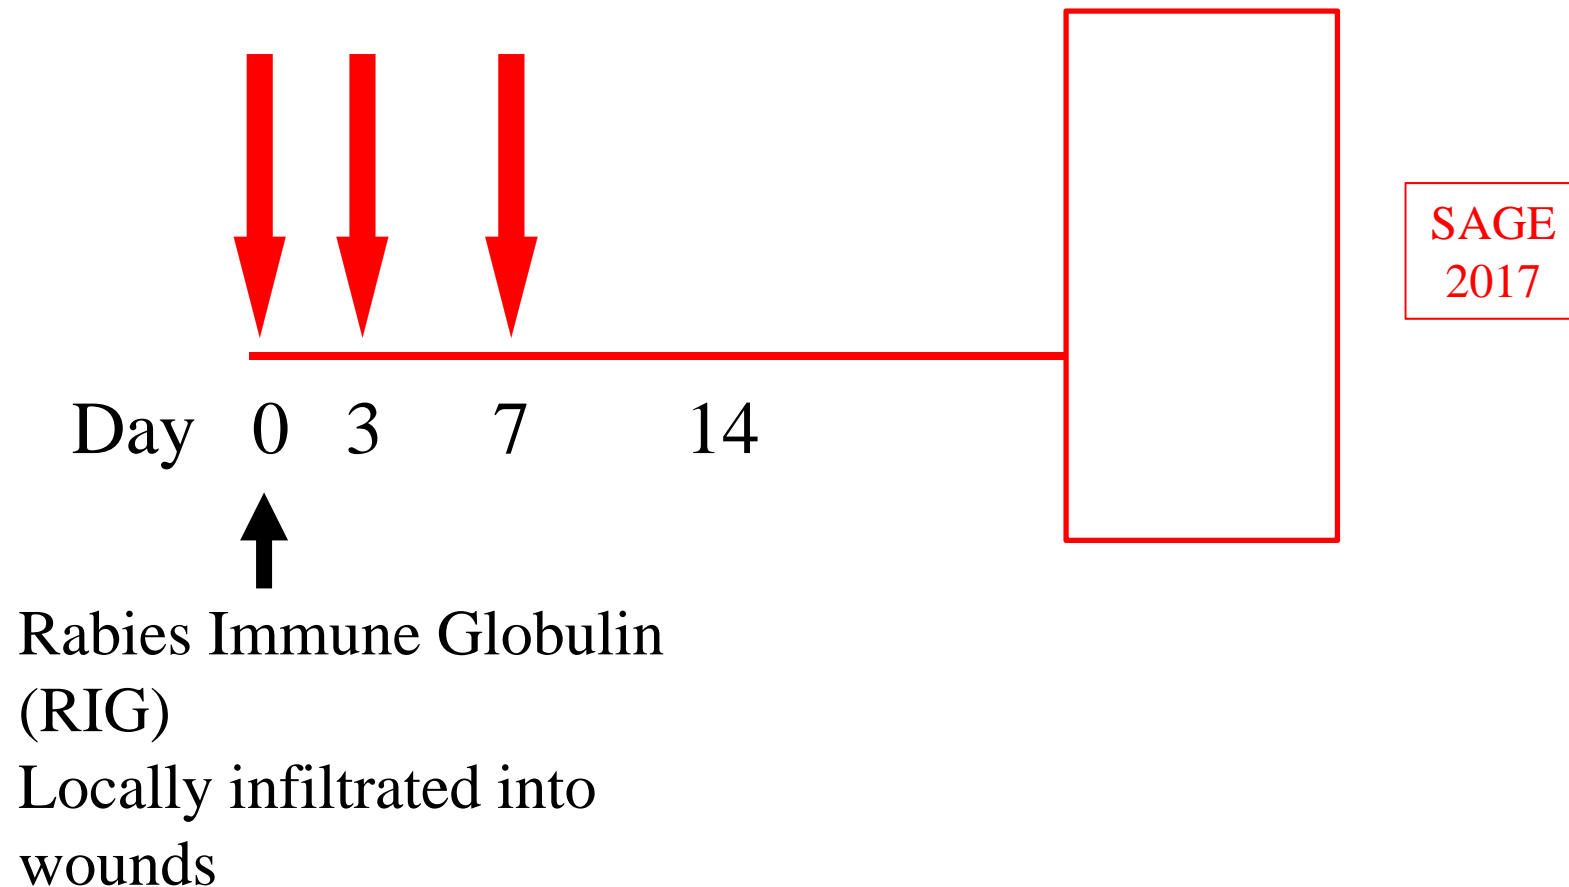 SAGE
2017
Day 0 3 7 14
Rabies Immune Globulin
(RIG)
Locally infiltrated into
wounds